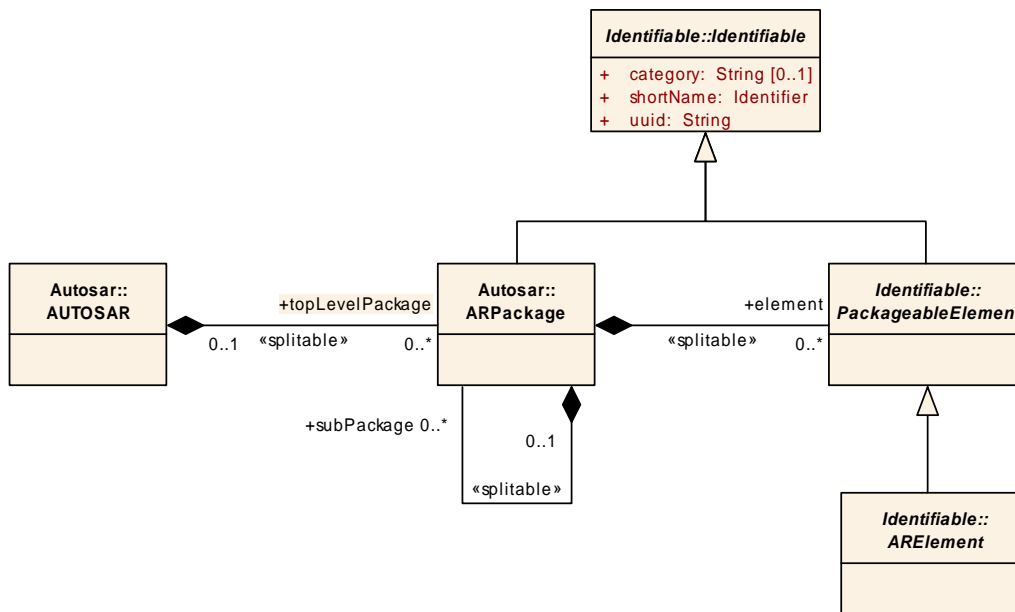 Identifiable::Identifiable
+ category: String [0..1]
+ shortName: Identifier
+ uuid: String
Autosar::
AUTOSAR
+topLevelPackage
0..1
«splitable»
0..*
Autosar::
ARPackage
+element
«splitable»
0..*
Identifiable::
PackageableElement
+subPackage 0..*
0..1
«splitable»
Identifiable::
ARElement